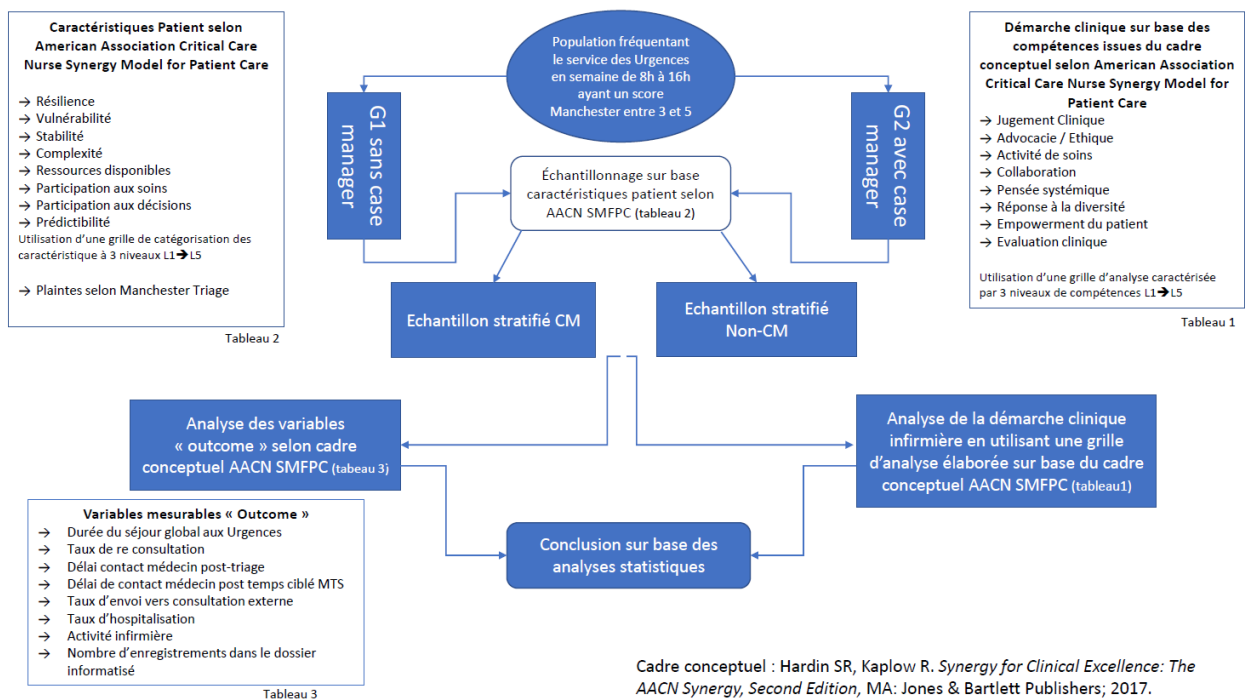 Caractéristiques Patient selon
American Association Critical Care
Nurse Synergy Model for Patient Care
→ Résilience
→ Vulnérabilité
→ Stabilité
→ Complexité
→ Ressources disponibles
→ Participation aux soins
→ Participation aux décisions
→ Prédictibilité
Utilisation d’une grille de catégorisation des
caractéristique à 3 niveaux L1→L5
→ Plaintes selon Manchester Triage
Tableau 2
Population fréquentant
le service des Urgences
en semaine de 8h à 16h
ayant un score
Manchester entre 3 et 5
G1 sans case
manager
G2 avec case
manager
Échantillonnage sur base
caractéristiques patient selon
AACN SMFPC (tableau 2)
Démarche clinique sur base des
compétences issues du cadre
conceptuel selon American Association
Critical Care Nurse Synergy Model for
Patient Care
→ Jugement Clinique
→ Advocacie / Ethique
→ Activité de soins
→ Collaboration
→ Pensée systémique
→ Réponse à la diversité
→ Empowerment du patient
→ Evaluation clinique
Utilisation d’une grille d’analyse caractérisée
par 3 niveaux de compétences L1→L5
Tableau 1
Echantillon stratifié CM
Echantillon stratifié
Non-CM
Analyse des variables
« outcome » selon cadre
conceptuel AACN SMFPC (tabeau 3)
Analyse de la démarche clinique
infirmière en utilisant une grille
d’analyse élaborée sur base du cadre
conceptuel AACN SMFPC (tableau1)
Variables mesurables « Outcome »
→ Durée du séjour global aux Urgences
→ Taux de re consultation
→ Délai contact médecin post-triage
→ Délai de contact médecin post temps ciblé MTS
→ Taux d’envoi vers consultation externe
→ Taux d’hospitalisation
→ Activité infirmière
→ Nombre d’enregistrements dans le dossier
informatisé
Tableau 3
Conclusion sur base des
analyses statistiques
Cadre conceptuel : Hardin SR, Kaplow R. Synergy for Clinical Excellence: The
AACN Synergy, Second Edition, MA: Jones & Bartlett Publishers; 2017.